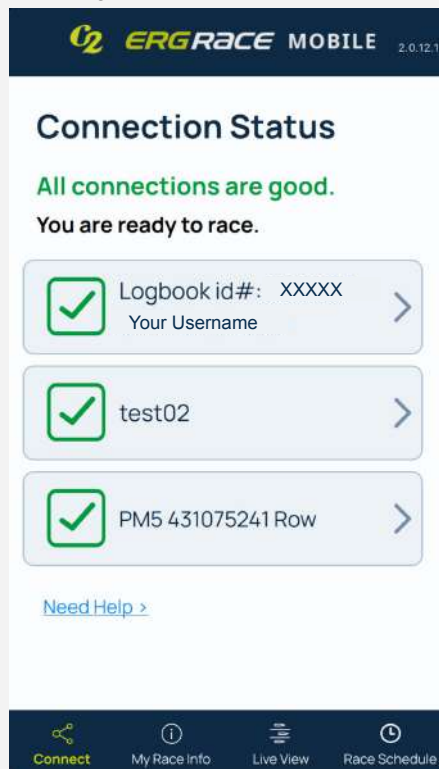 C2 ERGRACE MOBILE 2.0.12.1
Connection Status
All connections are good.
You are ready to race.
Logbook id#: XXXXX
Your Username
test02
PM5 431075241 Row
Need Help >
Connect My Race Info Live View Race Schedule